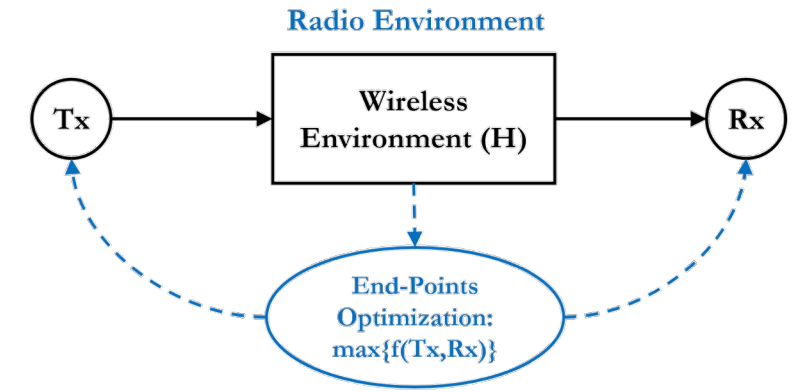 Radio Environment
Tx
Wireless
Environment (H)
Rx
End-Points
Optimization:
max{f(Tx,Rx)}